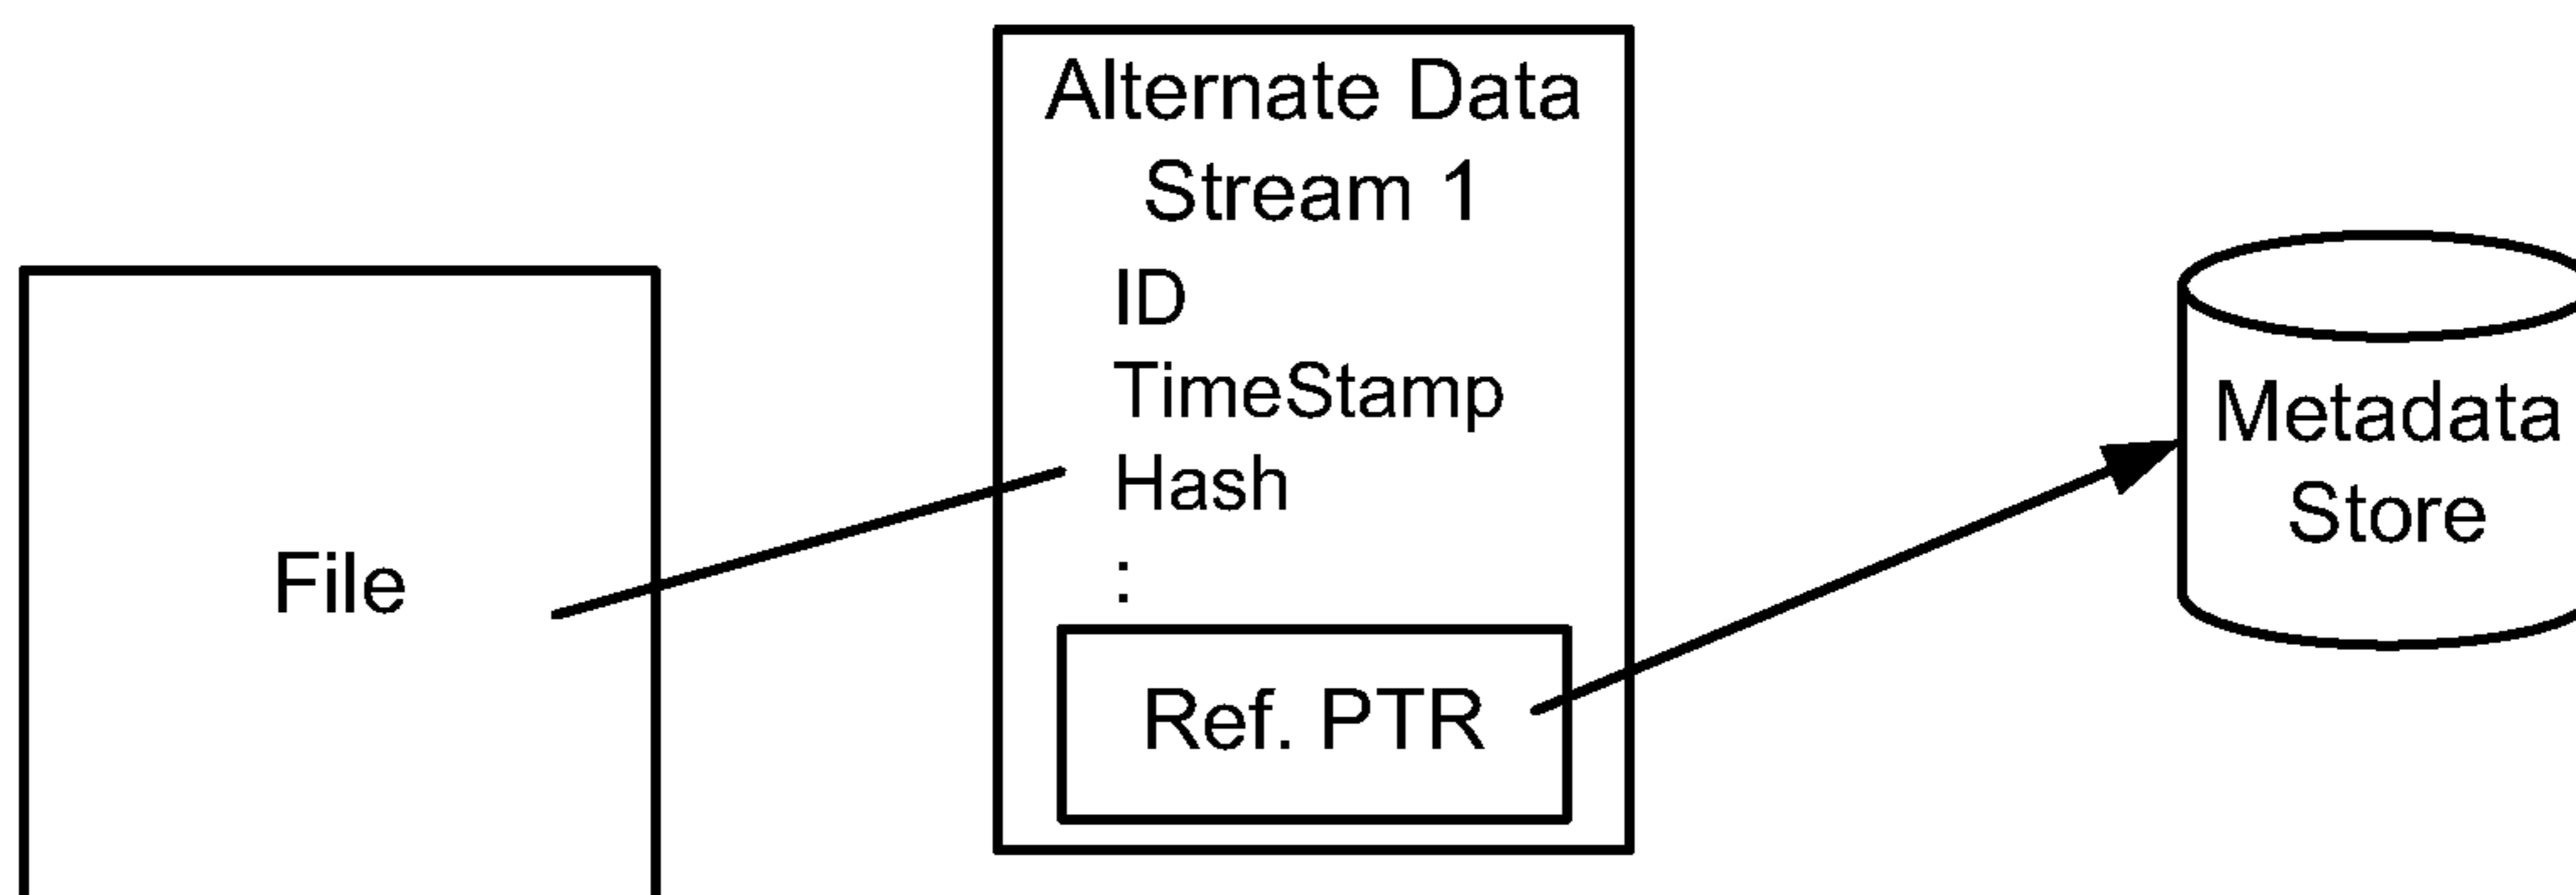 File
Alternate Data
Stream 1
ID
TimeStamp
Hash
:
Ref. PTR
Metadata
Store